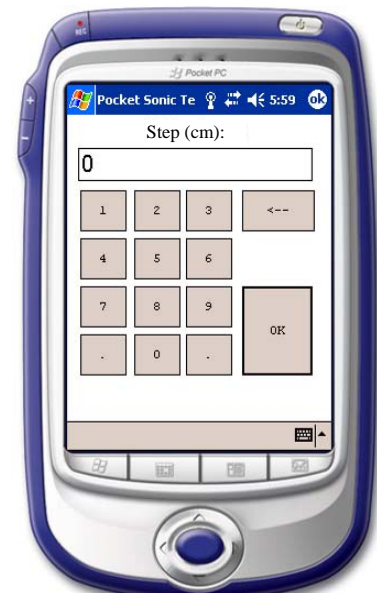 REC
Pocket PC
Pocket Sonic Te 5:59 ok
Step (cm):
0
1 2 3 <--
4 5 6
7 8 9
OK
. 0 .